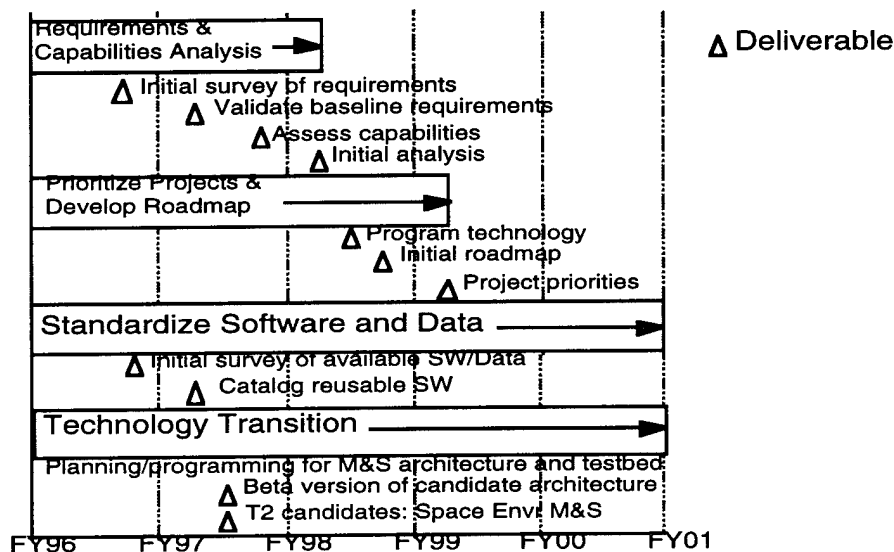 Requirements &
Capabilities Analysis
Deliverable
Initial survey of requirements
Validate baseline requirements
Assess capabilities
Initial analysis
Prioritize Projects &
Develop Roadmap
Program technology
Initial roadmap
Project priorities
Standardize Software and Data
Initial survey of available SW/Data
Catalog reusable SW
Technology Transition
Planning/programming for M&S architecture and testbed
Beta version of candidate architecture
T2 candidates: Space Envr M&S
FY96 FY97 FY98 FY99 FY00 FY01